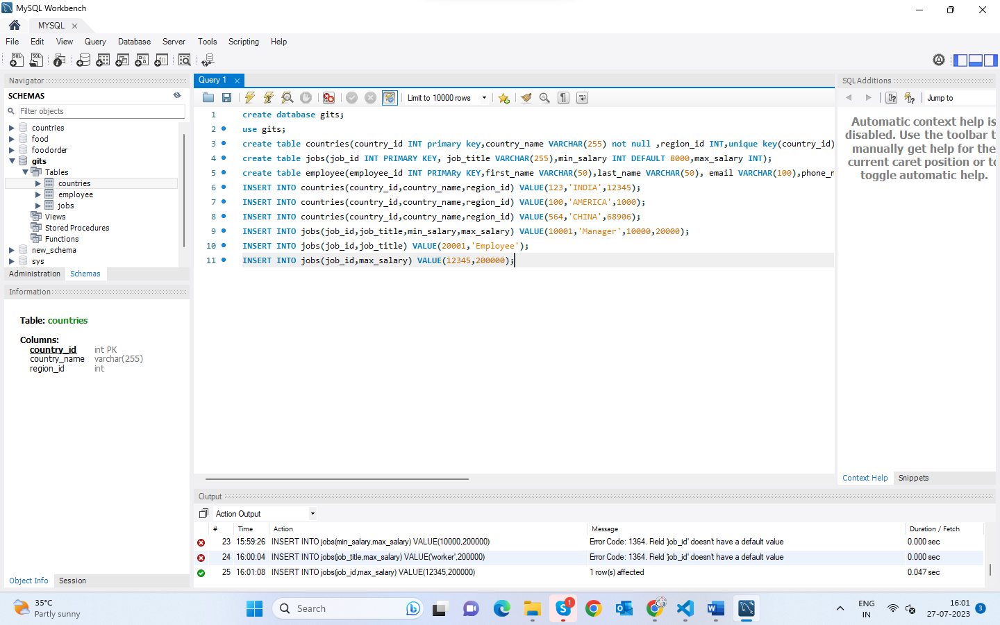 MySQL Workbench
MYSQL
File Edit View Query Database Server Tools Scripting Help
Navigator
SCHEMAS
Filter objects
countries
food
foodorder
gits
Tables
countries
employee
jobs
Views
Stored Procedures
Functions
new_schema
sys
Administration Schemas
Information
Table: countries
Columns:
country_id int PK
country_name varchar(255)
region_id int
Object Info Session
Query 1
Limit to 10000 rows
1 create database gits;
2 use gits;
3 create table countries(country_id INT primary key,country_name VARCHAR(255) not null ,region_id INT,unique key(country_id)
4 create table jobs(job_id INT PRIMARY KEY, job_title VARCHAR(255),min_salary INT DEFAULT 8000,max_salary INT);
5 create table employee(employee_id INT PRIMARY KEY,first_name VARCHAR(50),last_name VARCHAR(50), email VARCHAR(100),phone_n
6 INSERT INTO countries(country_id,country_name,region_id) VALUE(123,'INDIA',12345);
7 INSERT INTO countries(country_id,country_name,region_id) VALUE(100,'AMERICA',1000);
8 INSERT INTO countries(country_id,country_name,region_id) VALUE(564,'CHINA',68906);
9 INSERT INTO jobs(job_id,job_title,min_salary,max_salary) VALUE(10001,'Manager',10000,20000);
10 INSERT INTO jobs(job_id,job_title) VALUE(20001,'Employee');
11 INSERT INTO jobs(job_id,max_salary) VALUE(12345,200000);
SQLAdditions
Jump to
Automatic context help is
disabled. Use the toolbar t
manually get help for the
current caret position or to
toggle automatic help.
Context Help Snippets
Output
Action Output
# Time Action Message Duration / Fetch
23 15:59:26 INSERT INTO jobs(min_salary,max_salary) VALUE(10000,200000) Error Code: 1364. Field 'job_id' doesn't have a default value 0.000 sec
24 16:00:04 INSERT INTO jobs(job_title,max_salary) VALUE('worker',200000) Error Code: 1364. Field 'job_id' doesn't have a default value 0.000 sec
25 16:01:08 INSERT INTO jobs(job_id,max_salary) VALUE(12345,200000) 1 row(s) affected 0.047 sec
35°C
Partly sunny
Search
1
ENG
IN
16:01
27-07-2023
3